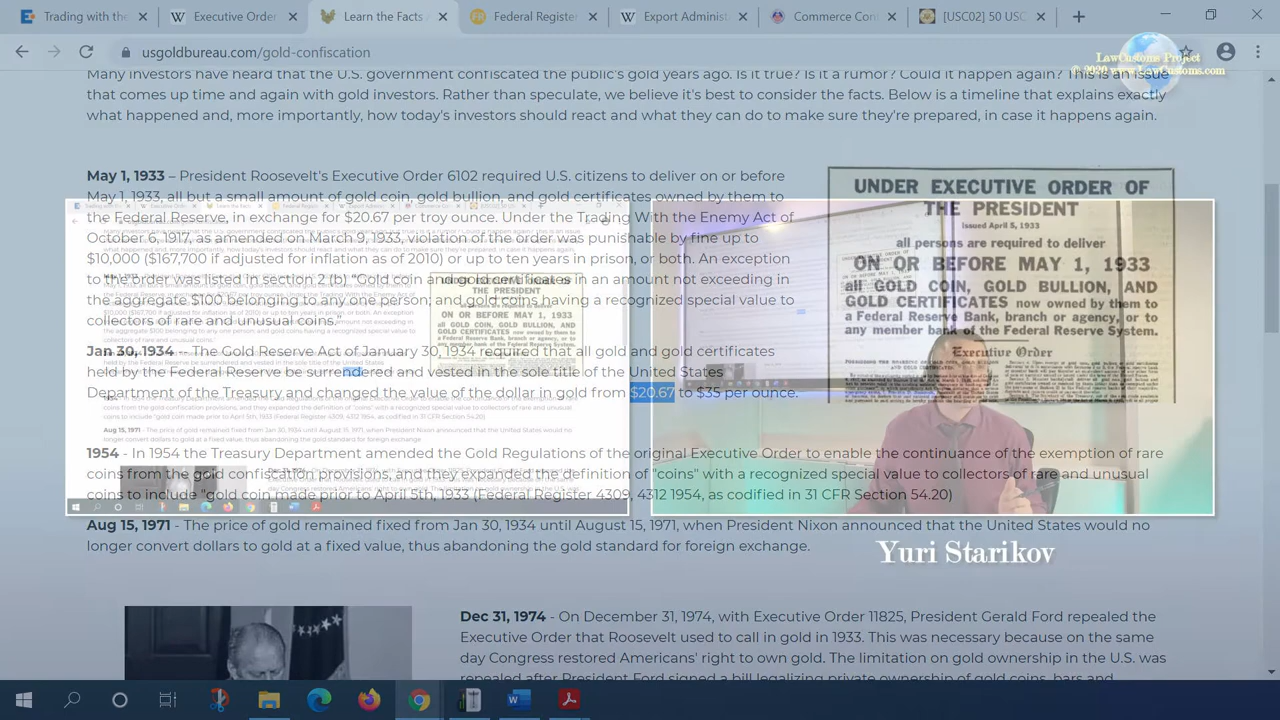 Trading with the
Executive Order
Learn the Facts
Federal Register
Export Administ
Commerce Con
[USC02] 50 USC
usgoldbureau.com/gold-confiscation
LawCustoms Project
© 2020 www.LawCustoms.com
Many investors have heard that the U.S. government confiscated the public's gold years ago. Is it true? Is it a rumor? Could it happen again? This is an issue
that comes up time and again with gold investors. Rather than speculate, we believe it's best to consider the facts. Below is a timeline that explains exactly
what happened and, more importantly, how today's investors should react and what they can do to make sure they're prepared, in case it happens again.
May 1, 1933 – President Roosevelt's Executive Order 6102 required U.S. citizens to deliver on or before
May 1, 1933, all but a small amount of gold coin, gold bullion, and gold certificates owned by them to
the Federal Reserve, in exchange for $20.67 per troy ounce. Under the Trading With the Enemy Act of
October 6, 1917, as amended on March 9, 1933, violation of the order was punishable by fine up to
$10,000 ($167,700 if adjusted for inflation as of 2010) or up to ten years in prison, or both. An exception
to the order was listed in section 2 (b) "Gold coin and gold certificates in an amount not exceeding in
the aggregate $100 belonging to any one person; and gold coins having a recognized special value to
collectors of rare and unusual coins."
UNDER EXECUTIVE ORDER OF
THE PRESIDENT
Issued April 5, 1933
all persons are required to deliver
ON OR BEFORE MAY 1, 1933
all GOLD COIN, GOLD BULLION, AND
GOLD CERTIFICATES now owned by them to
a Federal Reserve Bank, branch or agency, or to
any member bank of the Federal Reserve System.
Executive Order
Jan 30, 1934 – The Gold Reserve Act of January 30, 1934 required that all gold and gold certificates
held by the Federal Reserve be surrendered and vested in the sole title of the United States
Department of the Treasury and changed the value of the dollar in gold from $20.67 to $35 per ounce.
1954 - In 1954 the Treasury Department amended the Gold Regulations of the original Executive Order to enable the continuance of the exemption of rare
coins from the gold confiscation provisions, and they expanded the definition of "coins" with a recognized special value to collectors of rare and unusual
coins to include "gold coin made prior to April 5th, 1933 (Federal Register 4309, 4312 1954, as codified in 31 CFR Section 54.20)
Aug 15, 1971 - The price of gold remained fixed from Jan 30, 1934 until August 15, 1971, when President Nixon announced that the United States would no
longer convert dollars to gold at a fixed value, thus abandoning the gold standard for foreign exchange.
Yuri Starikov
Dec 31, 1974 - On December 31, 1974, with Executive Order 11825, President Gerald Ford repealed the
Executive Order that Roosevelt used to call in gold in 1933. This was necessary because on the same
day Congress restored Americans' right to own gold. The limitation on gold ownership in the U.S. was
repealed after President Ford signed a bill legalizing private ownership of gold coins, bars and